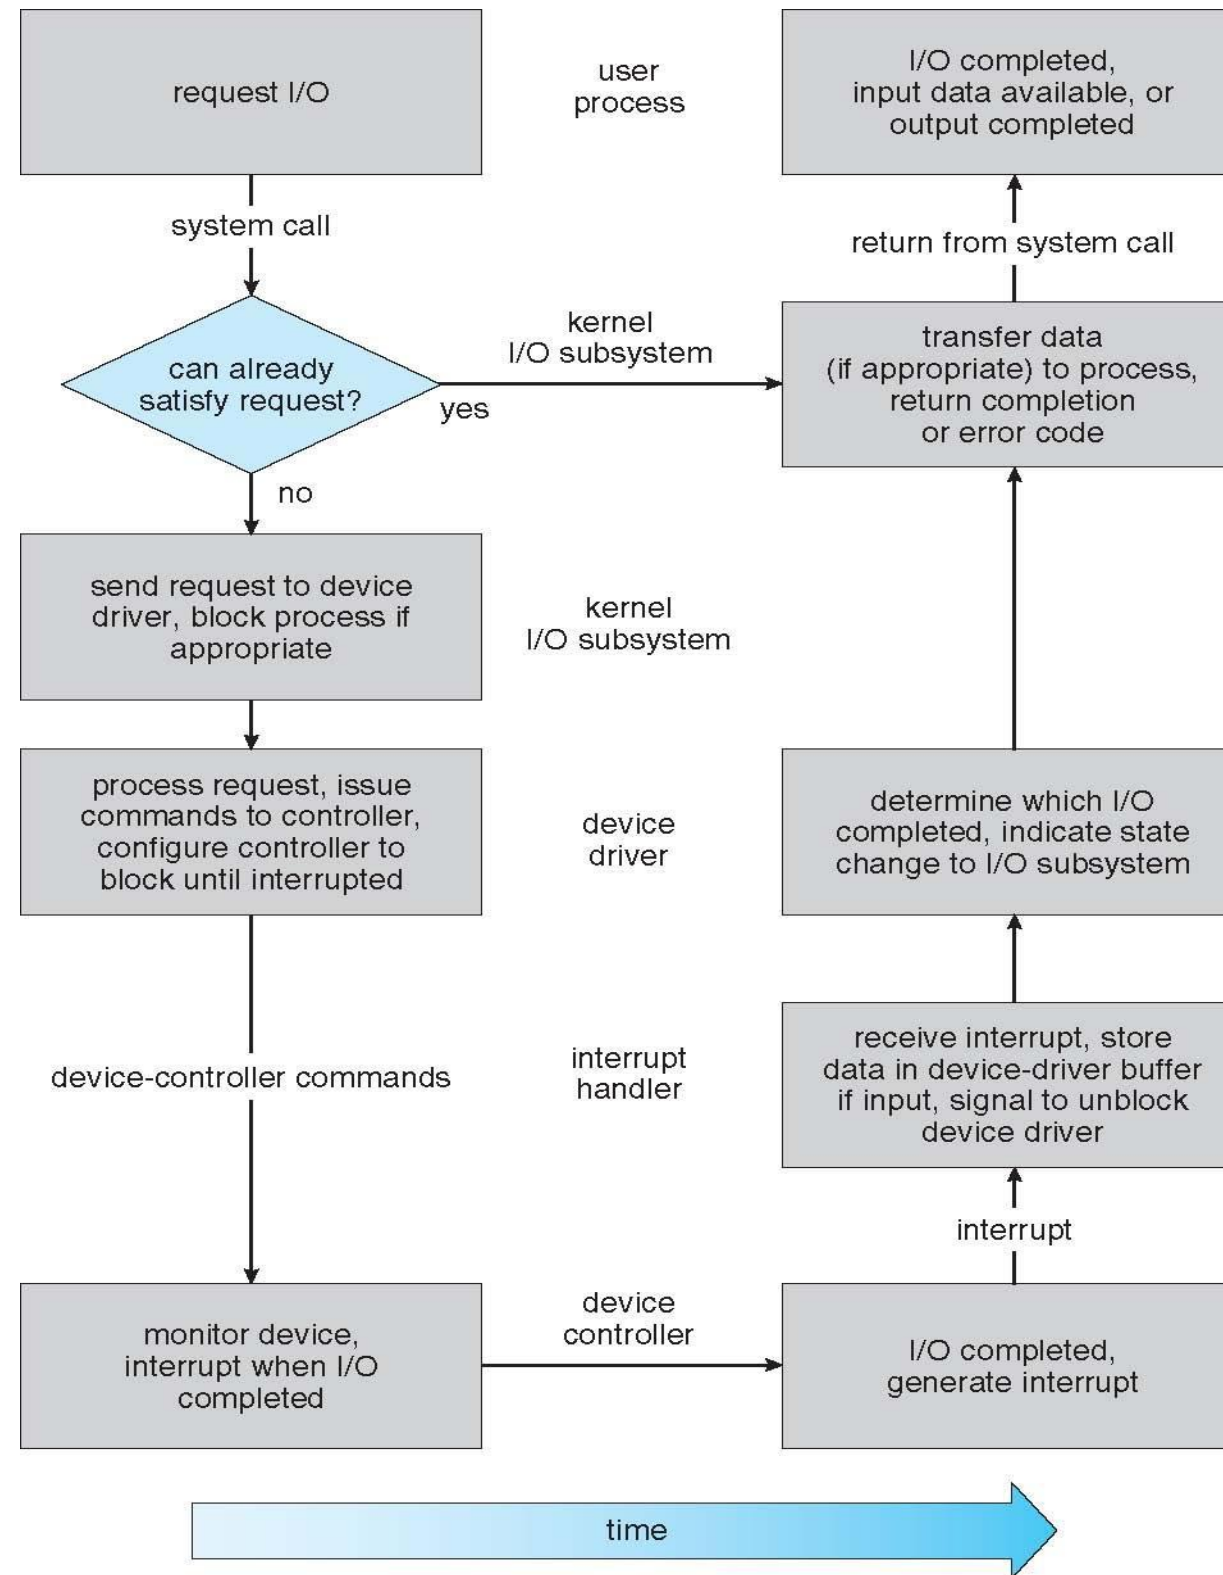 request I/O
user
process
I/O completed,
input data available, or
output completed
system call
return from system call
can already
satisfy request?
yes
no
kernel
I/O subsystem
transfer data
(if appropriate) to process,
return completion
or error code
send request to device
driver, block process if
appropriate
kernel
I/O subsystem
process request, issue
commands to controller,
configure controller to
block until interrupted
device
driver
determine which I/O
completed, indicate state
change to I/O subsystem
device-controller commands
interrupt
handler
receive interrupt, store
data in device-driver buffer
if input, signal to unblock
device driver
interrupt
monitor device,
interrupt when I/O
completed
device
controller
I/O completed,
generate interrupt
time